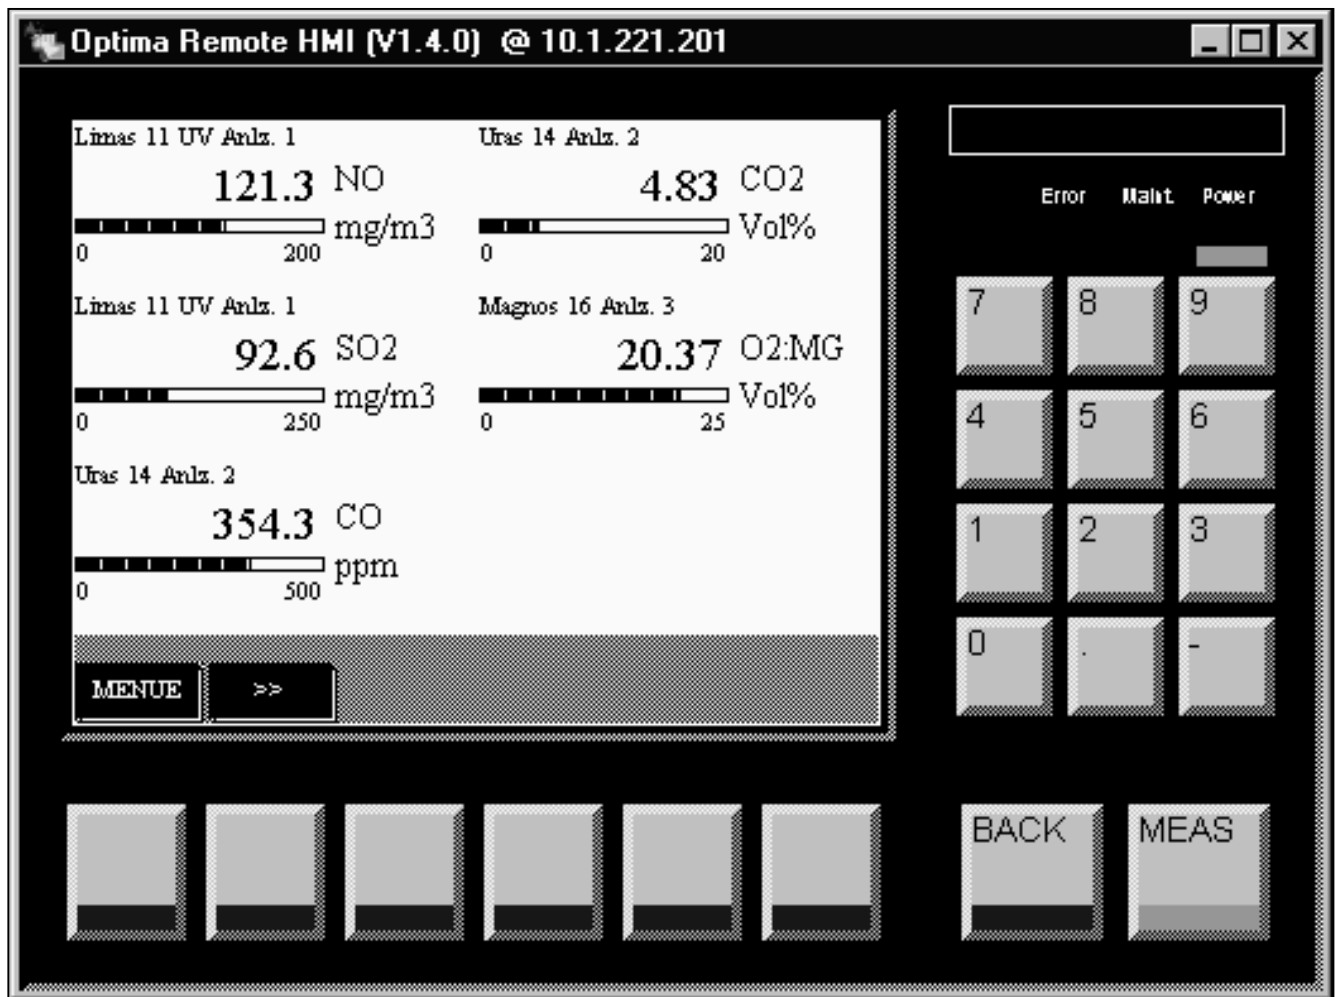 Optima Remote HMI (V1.4.0) @ 10.1.221.201
Limas 11 UV Anlz. 1
121.3 NO
mg/m3
0 200
Uras 14 Anlz. 2
4.83 CO2
Vol%
0 20
Limas 11 UV Anlz. 1
92.6 SO2
mg/m3
0 250
Magnos 16 Anlz. 3
20.37 O2:MG
Vol%
0 25
Uras 14 Anlz. 2
354.3 CO
ppm
0 500
MENUE >>
Error Maint. Power
7 8 9
4 5 6
1 2 3
0 . -
BACK MEAS